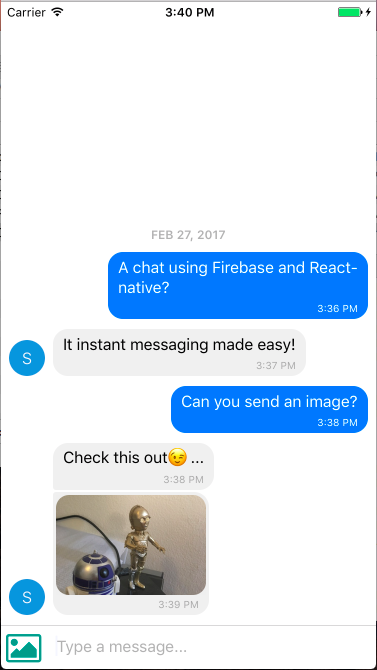 Carrier 3:40 PM
FEB 27, 2017
A chat using Firebase and React-
native?
3:36 PM
It instant messaging made easy!
S
3:37 PM
Can you send an image?
3:38 PM
Check this out😉 ...
3:38 PM
S
3:39 PM
Type a message...